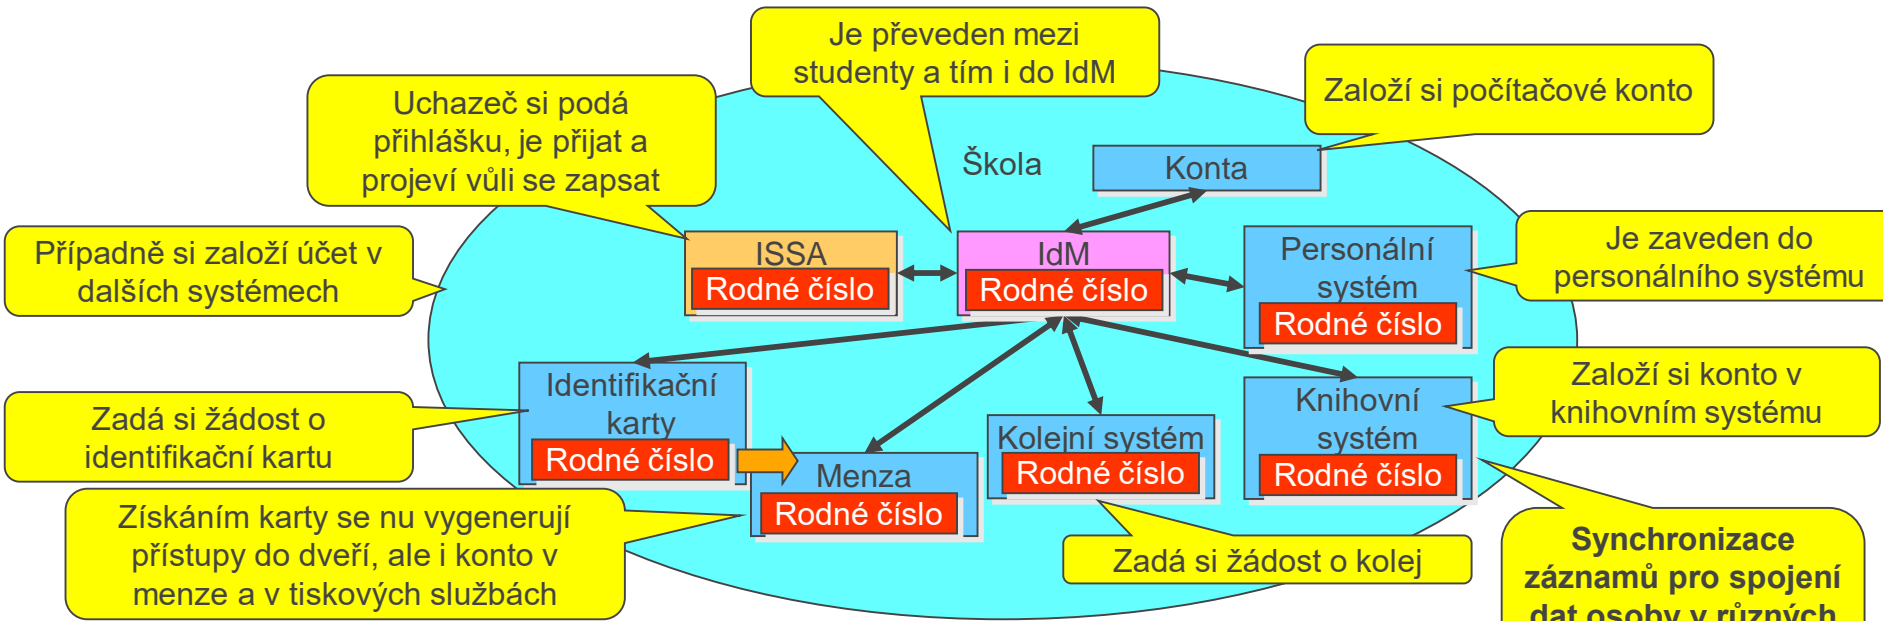 Je převeden mezi
studenty a tím i do IdM
Založí si počítačové konto
Uchazeč si podá
přihlášku, je přijat a
projeví vůli se zapsat
Škola
Konta
Případně si založí účet v
dalších systémech
ISSA
Rodné číslo
IdM
Rodné číslo
Personální
systém
Rodné číslo
Je zaveden do
personálního systému
Zadá si žádost o
identifikační kartu
Identifikační
karty
Rodné číslo
Menza
Rodné číslo
Kolejní systém
Rodné číslo
Knihovní
systém
Rodné číslo
Založí si konto v
knihovním systému
Získáním karty se nu vygenerují
přístupy do dveří, ale i konto v
menze a v tiskových službách
Zadá si žádost o kolej
Synchronizace
záznamů pro spojení
dat osoby v různých